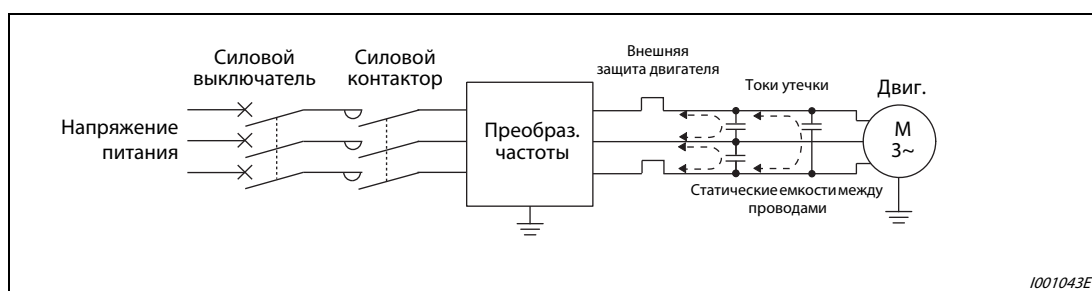 Силовой
выключатель
Силовой
контактор
Внешняя
защита двигателя
Токи утечки
Двиг.
Напряжение
питания
Преобраз.
частоты
M
3~
Статические емкости между
проводами
I001043E